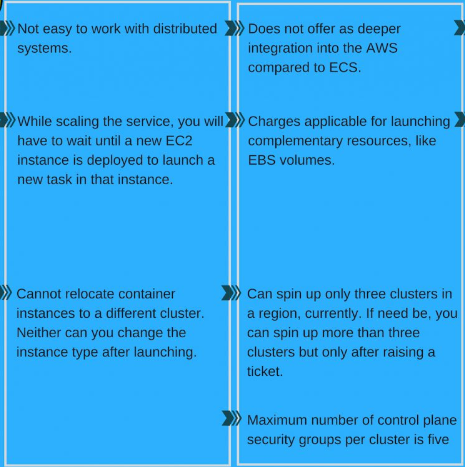 Not easy to work with distributed
systems.
While scaling the service, you will
have to wait until a new EC2
instance is deployed to launch a
new task in that instance.
Cannot relocate container
instances to a different cluster.
Neither can you change the
instance type after launching.
Does not offer as deeper
integration into the AWS
compared to ECS.
Charges applicable for launching
complementary resources, like
EBS volumes.
Can spin up only three clusters in
a region, currently. If need be, you
can spin up more than three
clusters but only after raising a
ticket.
Maximum number of control plane
security groups per cluster is five